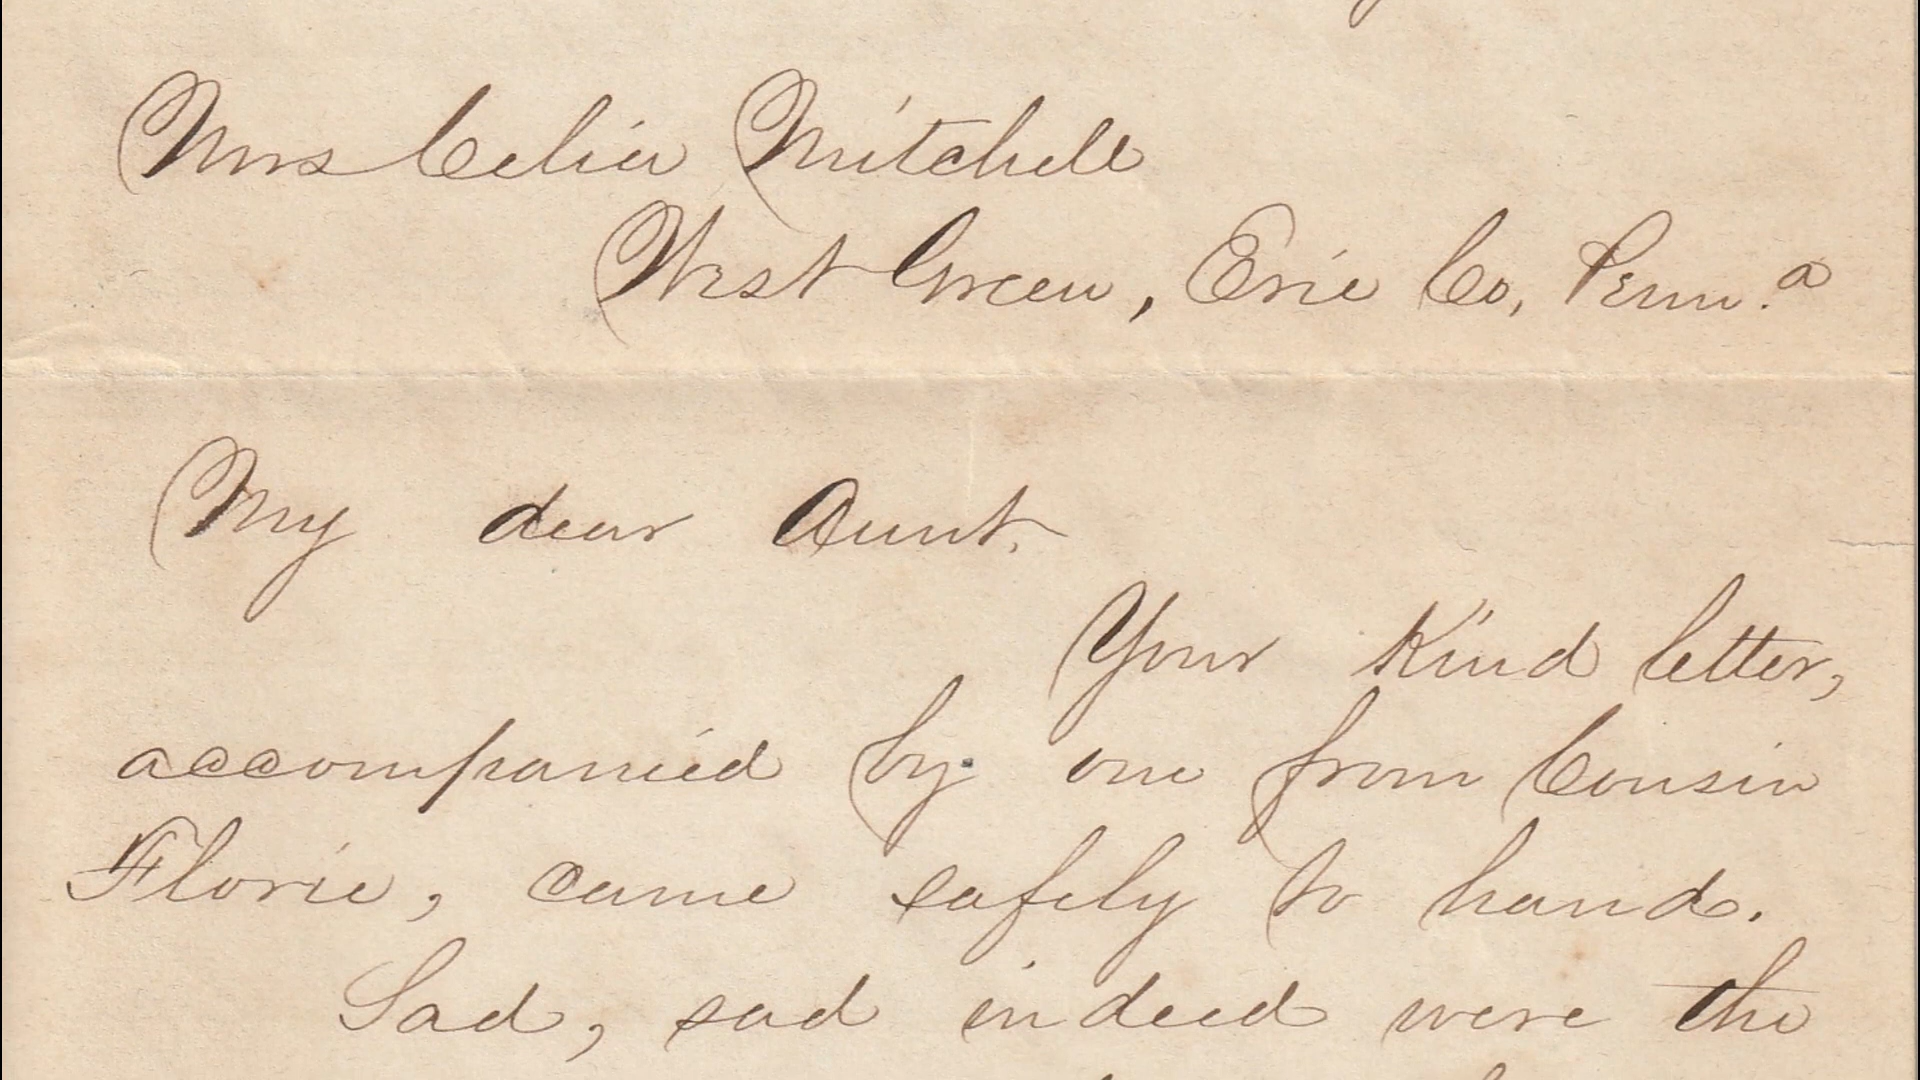 Mrs Celia Mitchell
West Green, Erie Co, Penn.a
My dear Aunt.
Your Kind letter,
accompanied by one from Cousin
Florie, came safely to hand.
Sad, sad indeed were the